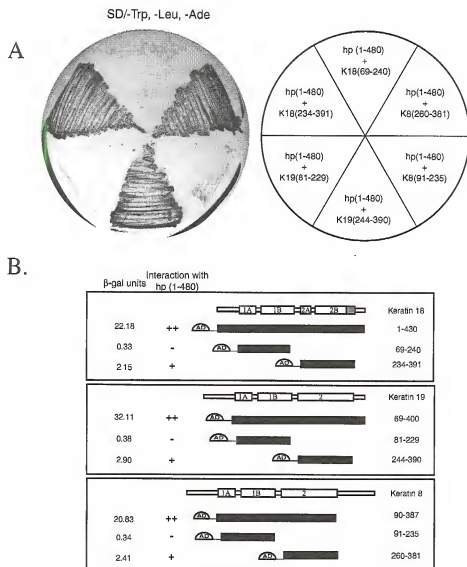 SD/-Trp, -Leu, -Ade
A
hp (1-480)
+
K18(69-240)
hp(1-480)
+
K18(234-391)
hp(1-480)
+
K8(260-381)
hp(1-480)
+
K19(81-229)
hp(1-480)
+
K8(91-235)
hp(1-480)
+
K19(244-390)
B.
β-gal units
Interaction with
hp (1-480)
1A 1B 2A 2B Keratin 18
22.18 ++ AD 1-430
0.33 - AD 69-240
2.15 + AD 234-391
1A 1B 2 Keratin 19
32.11 ++ AD 69-400
0.38 - AD 81-229
2.90 + AD 244-390
1A 1B 2 Keratin 8
20.83 ++ AD 90-387
0.34 - AD 91-235
2.41 + AD 260-381